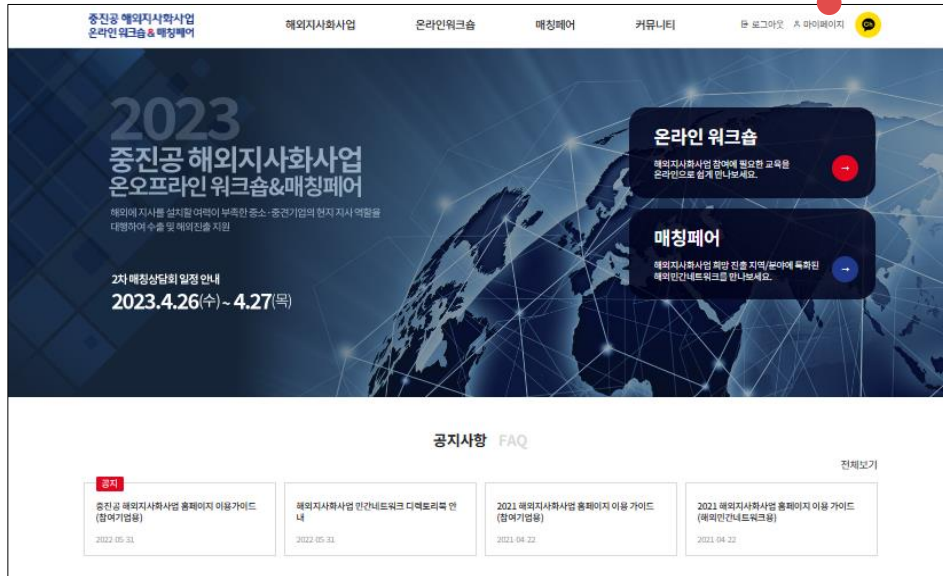 중진공 해외지사화사업
온라인 워크숍 & 매칭페어
해외지사화사업
온라인워크숍
매칭페어
커뮤니티
로그아웃
마이페이지
Ch
2023
중진공 해외지사화사업
온오프라인 워크숍&매칭페어
해외에 지사를 설치할 여력이 부족한 중소·중견기업의 현지 지사 역할을
대행하여 수출 및 해외진출 지원
2차 매칭상담회 일정 안내
2023.4.26(수) ~ 4.27(목)
온라인 워크숍
해외지사화사업 참여에 필요한 교육을
온라인으로 쉽게 만나보세요.
매칭페어
해외지사화사업 희망 진출 지역/분야에 특화된
해외민간네트워크를 만나보세요.
공지사항 FAQ
전체보기
공지
중진공 해외지사화사업 홈페이지 이용가이드
(참여기업용)
2022-05-31
해외지사화사업 민간네트워크 디렉토리북 안
내
2022-05-31
2021 해외지사화사업 홈페이지 이용 가이드
(참여기업용)
2021-04-22
2021 해외지사화사업 홈페이지 이용 가이드
(해외민간네트워크용)
2021-04-22